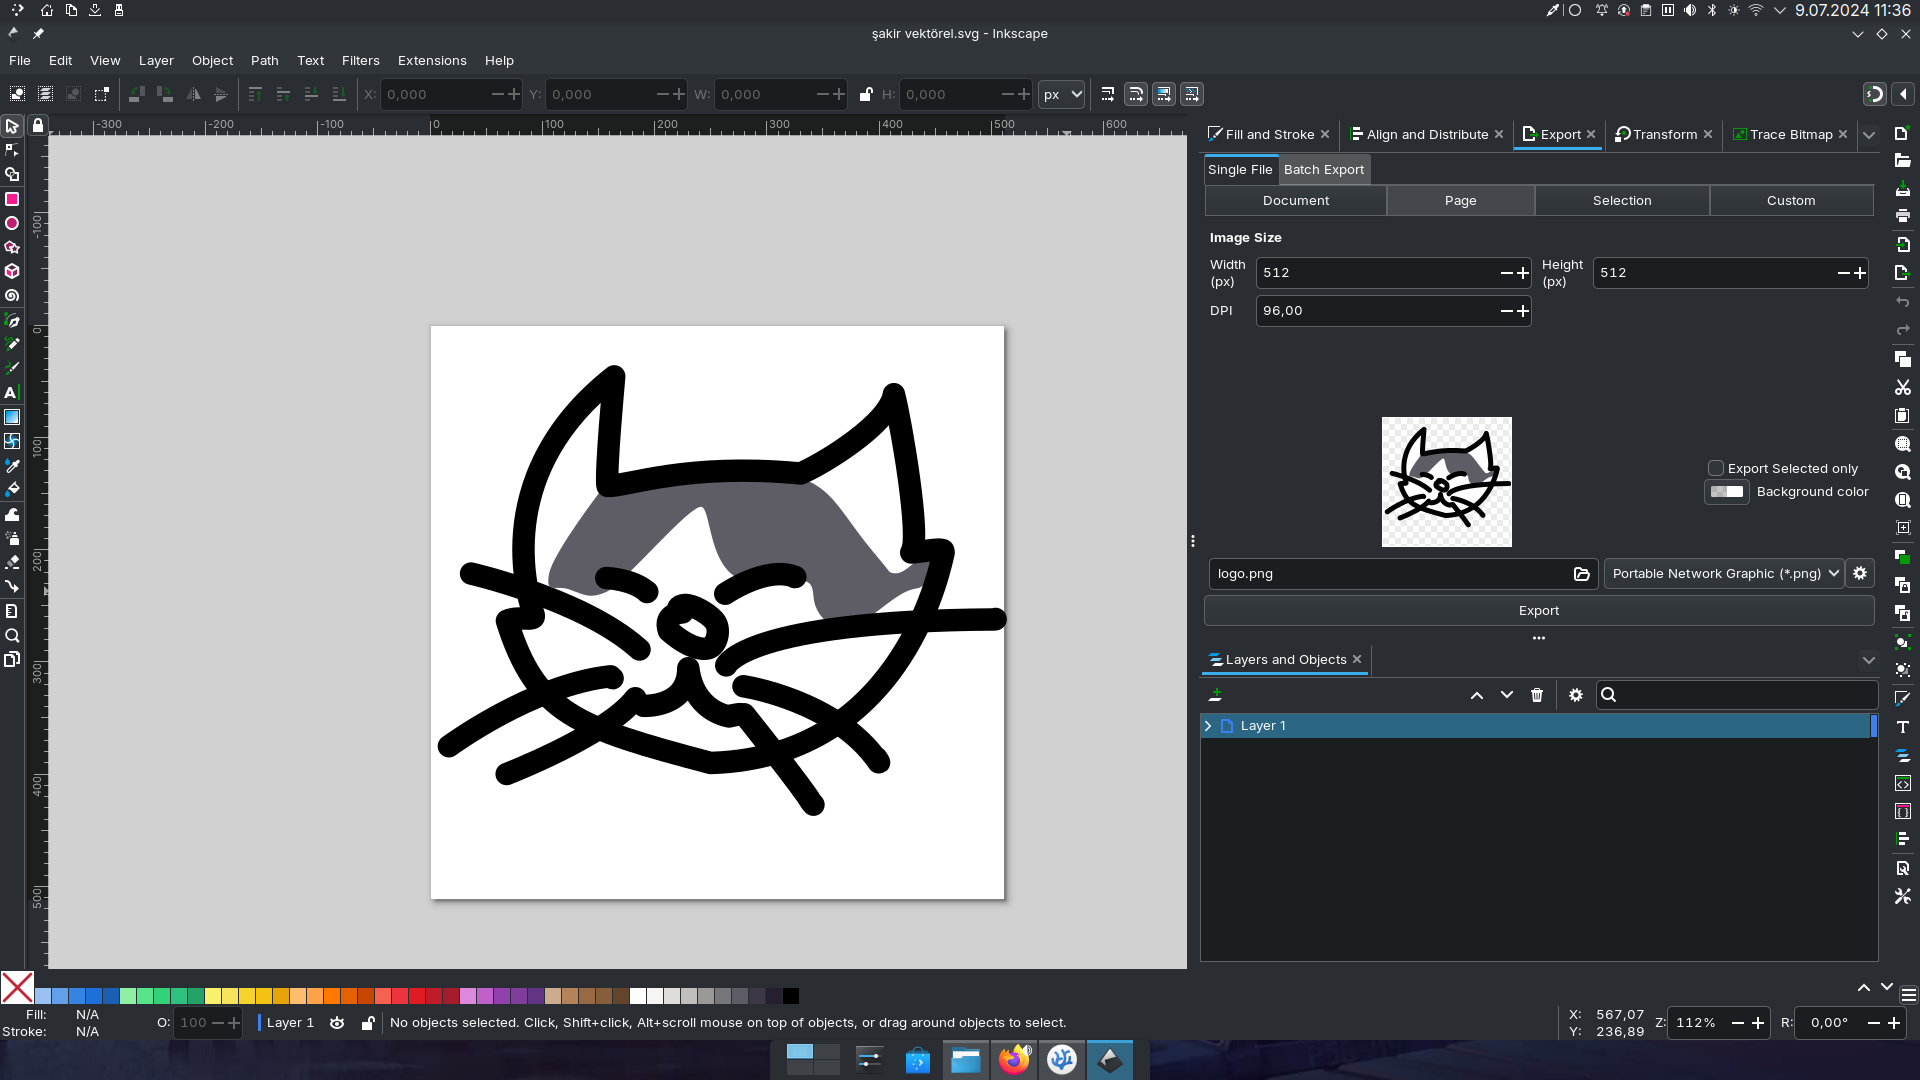 9.07.2024 11:36
şakir vektörel.svg - Inkscape
File Edit View Layer Object Path Text Filters Extensions Help
X: 0,000 Y: 0,000 W: 0,000 H: 0,000 px
-300 -200 -100 0 100 200 300 400 500 600
-100
0
100
200
300
400
500
Fill and Stroke Align and Distribute Export Transform Trace Bitmap
Single File Batch Export
Document Page Selection Custom
Image Size
Width (px) 512 Height (px) 512
DPI 96,00
Export Selected only
Background color
logo.png Portable Network Graphic (*.png)
Export
Layers and Objects
Layer 1
Fill: N/A
Stroke: N/A
O: 100
Layer 1
No objects selected. Click, Shift+click, Alt+scroll mouse on top of objects, or drag around objects to select.
X: 567,07
Y: 236,89
Z: 112%
R: 0,00°